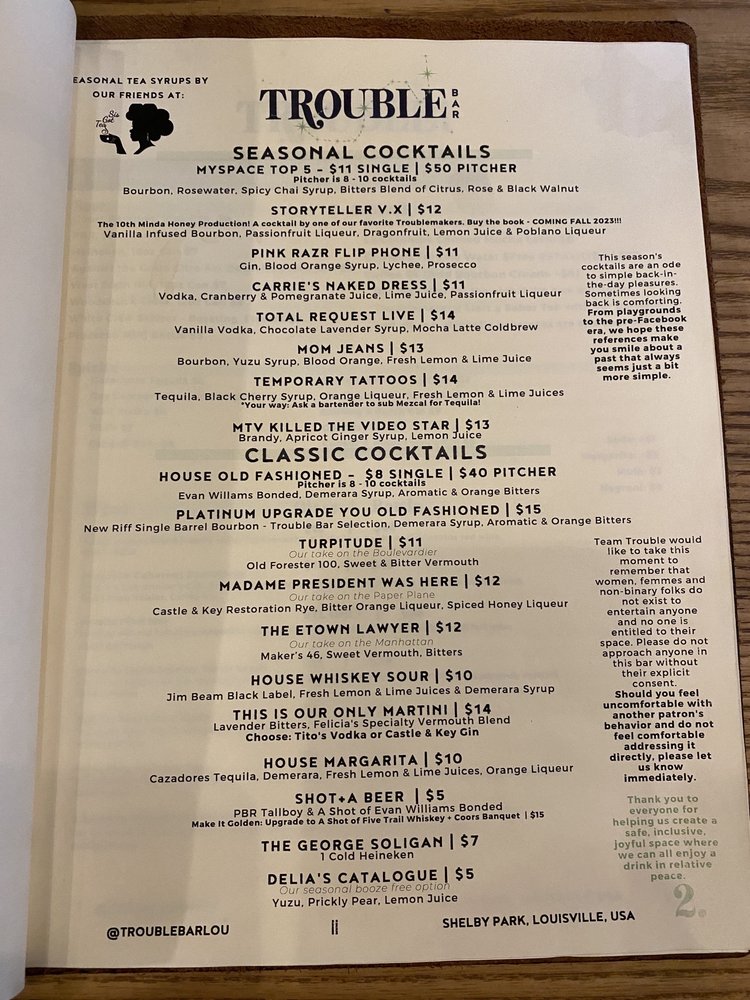 EASONAL TEA SYRUPS BY
OUR FRIENDS AT:
Sis Got Tea
TROUBLE BAR
SEASONAL COCKTAILS
MYSPACE TOP 5 - $11 SINGLE | $50 PITCHER
Pitcher is 8 - 10 cocktails
Bourbon, Rosewater, Spicy Chai Syrup, Bitters Blend of Citrus, Rose & Black Walnut
STORYTELLER V.X | $12
The 10th Minda Honey Production! A cocktail by one of our favorite Troublemakers. Buy the book - COMING FALL 2023!!!
Vanilla Infused Bourbon, Passionfruit Liqueur, Dragonfruit, Lemon Juice & Poblano Liqueur
PINK RAZR FLIP PHONE | $11
Gin, Blood Orange Syrup, Lychee, Prosecco
CARRIE'S NAKED DRESS | $11
Vodka, Cranberry & Pomegranate Juice, Lime Juice, Passionfruit Liqueur
TOTAL REQUEST LIVE | $14
Vanilla Vodka, Chocolate Lavender Syrup, Mocha Latte Coldbrew
MOM JEANS | $13
Bourbon, Yuzu Syrup, Blood Orange, Fresh Lemon & Lime Juice
TEMPORARY TATTOOS | $14
Tequila, Black Cherry Syrup, Orange Liqueur, Fresh Lemon & Lime Juices
*Your way: Ask a bartender to sub Mezcal for Tequila!
MTV KILLED THE VIDEO STAR | $13
Brandy, Apricot Ginger Syrup, Lemon Juice
This season's
cocktails are an ode
to simple back-in-
the-day pleasures.
Sometimes looking
back is comforting.
From playgrounds
to the pre-Facebook
era, we hope these
references make
you smile about a
past that always
seems just a bit
more simple.
CLASSIC COCKTAILS
HOUSE OLD FASHIONED - $8 SINGLE | $40 PITCHER
Pitcher is 8 - 10 cocktails
Evan Willams Bonded, Demerara Syrup, Aromatic & Orange Bitters
PLATINUM UPGRADE YOU OLD FASHIONED | $15
New Riff Single Barrel Bourbon - Trouble Bar Selection, Demerara Syrup, Aromatic & Orange Bitters
TURPITUDE | $11
Our take on the Boulevardier
Old Forester 100, Sweet & Bitter Vermouth
MADAME PRESIDENT WAS HERE | $12
Our take on the Paper Plane
Castle & Key Restoration Rye, Bitter Orange Liqueur, Spiced Honey Liqueur
THE ETOWN LAWYER | $12
Our take on the Manhattan
Maker's 46, Sweet Vermouth, Bitters
HOUSE WHISKEY SOUR | $10
Jim Beam Black Label, Fresh Lemon & Lime Juices & Demerara Syrup
THIS IS OUR ONLY MARTINI | $14
Lavender Bitters, Felicia's Specialty Vermouth Blend
Choose: Tito's Vodka or Castle & Key Gin
HOUSE MARGARITA | $10
Cazadores Tequila, Demerara, Fresh Lemon & Lime Juices, Orange Liqueur
SHOT+A BEER | $5
PBR Tallboy & A Shot of Evan Williams Bonded
Make It Golden: Upgrade to A Shot of Five Trail Whiskey + Coors Banquet | $15
THE GEORGE SOLIGAN | $7
1 Cold Heineken
DELIA'S CATALOGUE | $5
Our seasonal booze free option
Yuzu, Prickly Pear, Lemon Juice
Team Trouble would
like to take this
moment to
remember that
women, femmes and
non-binary folks do
not exist to
entertain anyone
and no one is
entitled to their
space. Please do not
approach anyone in
this bar without
their explicit
consent.
Should you feel
uncomfortable with
another patron's
behavior and do not
feel comfortable
addressing it
directly, please let
us know
immediately.
Thank you to
everyone for
helping us create a
safe, inclusive,
joyful space where
we can all enjoy a
drink in relative
peace.
2.
@TROUBLEBARLOU
ii
SHELBY PARK, LOUISVILLE, USA